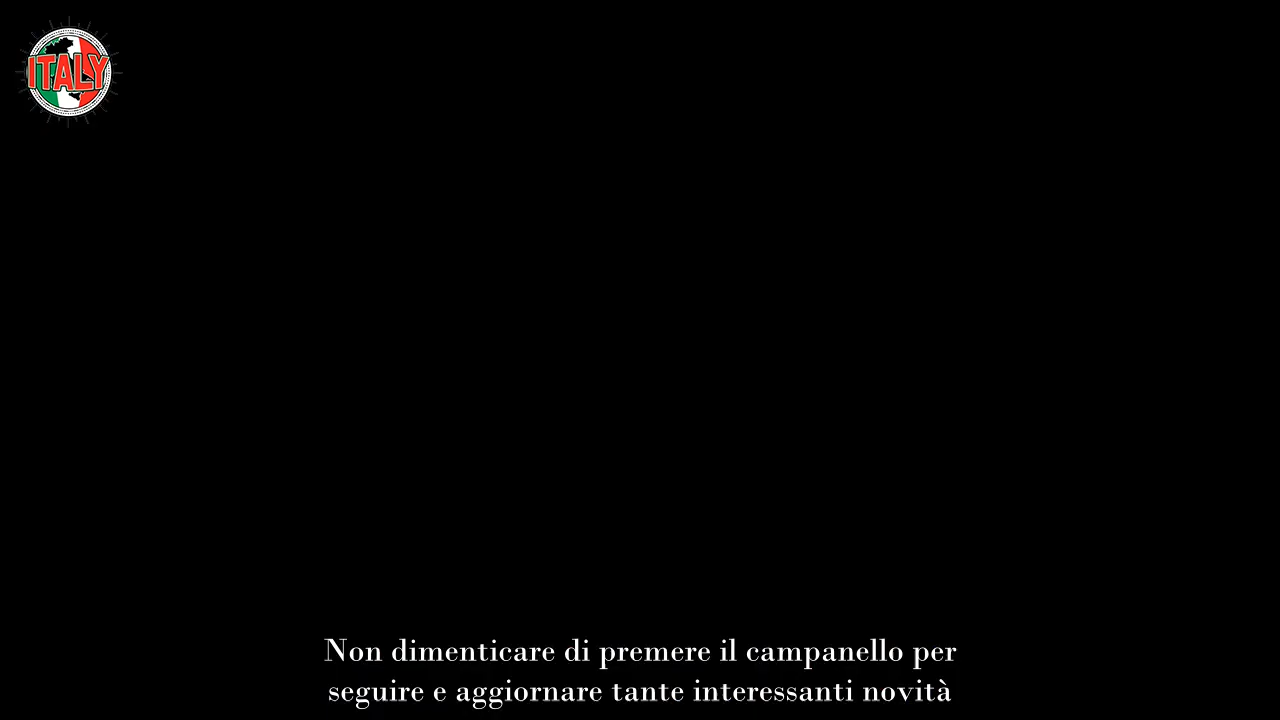 ITALY
Non dimenticare di premere il campanello per
seguire e aggiornare tante interessanti novità